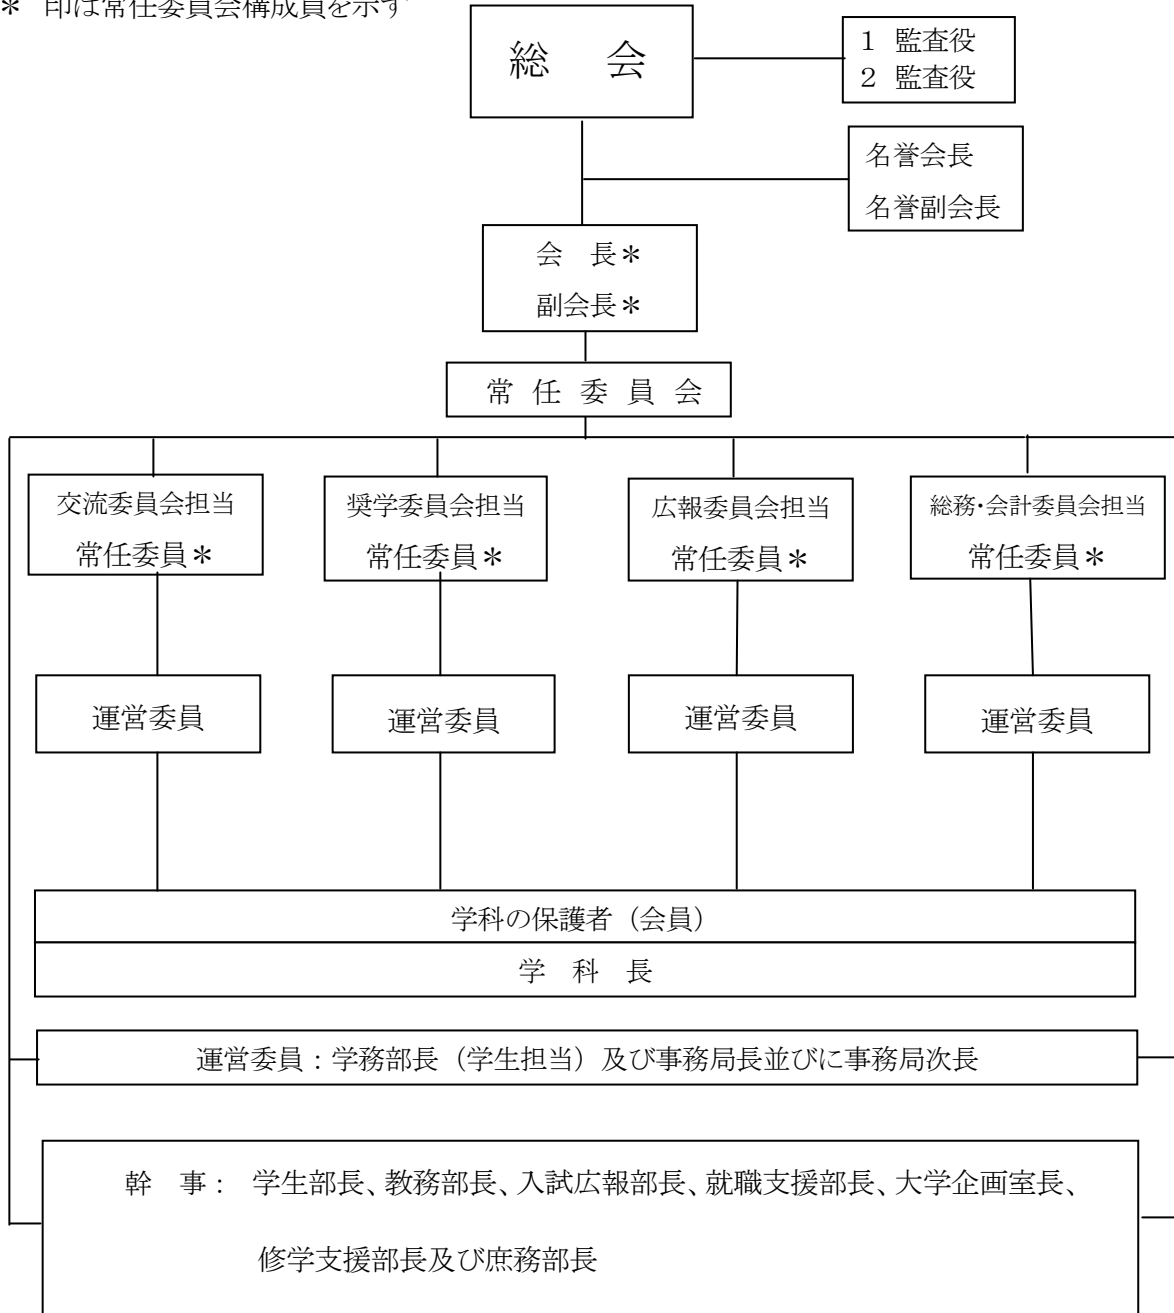 ＊ 印は常任委員会構成員を示す
総　会
1 監査役
2 監査役
名誉会長
名誉副会長
会　長＊
副会長＊
常 任 委 員 会
交流委員会担当
常任委員＊
奨学委員会担当
常任委員＊
広報委員会担当
常任委員＊
総務・会計委員会担当
常任委員＊
運営委員
運営委員
運営委員
運営委員
学科の保護者（会員）
学　科　長
運営委員：学務部長（学生担当）及び事務局長並びに事務局次長
幹　事：　学生部長、教務部長、入試広報部長、就職支援部長、大学企画室長、
修学支援部長及び庶務部長